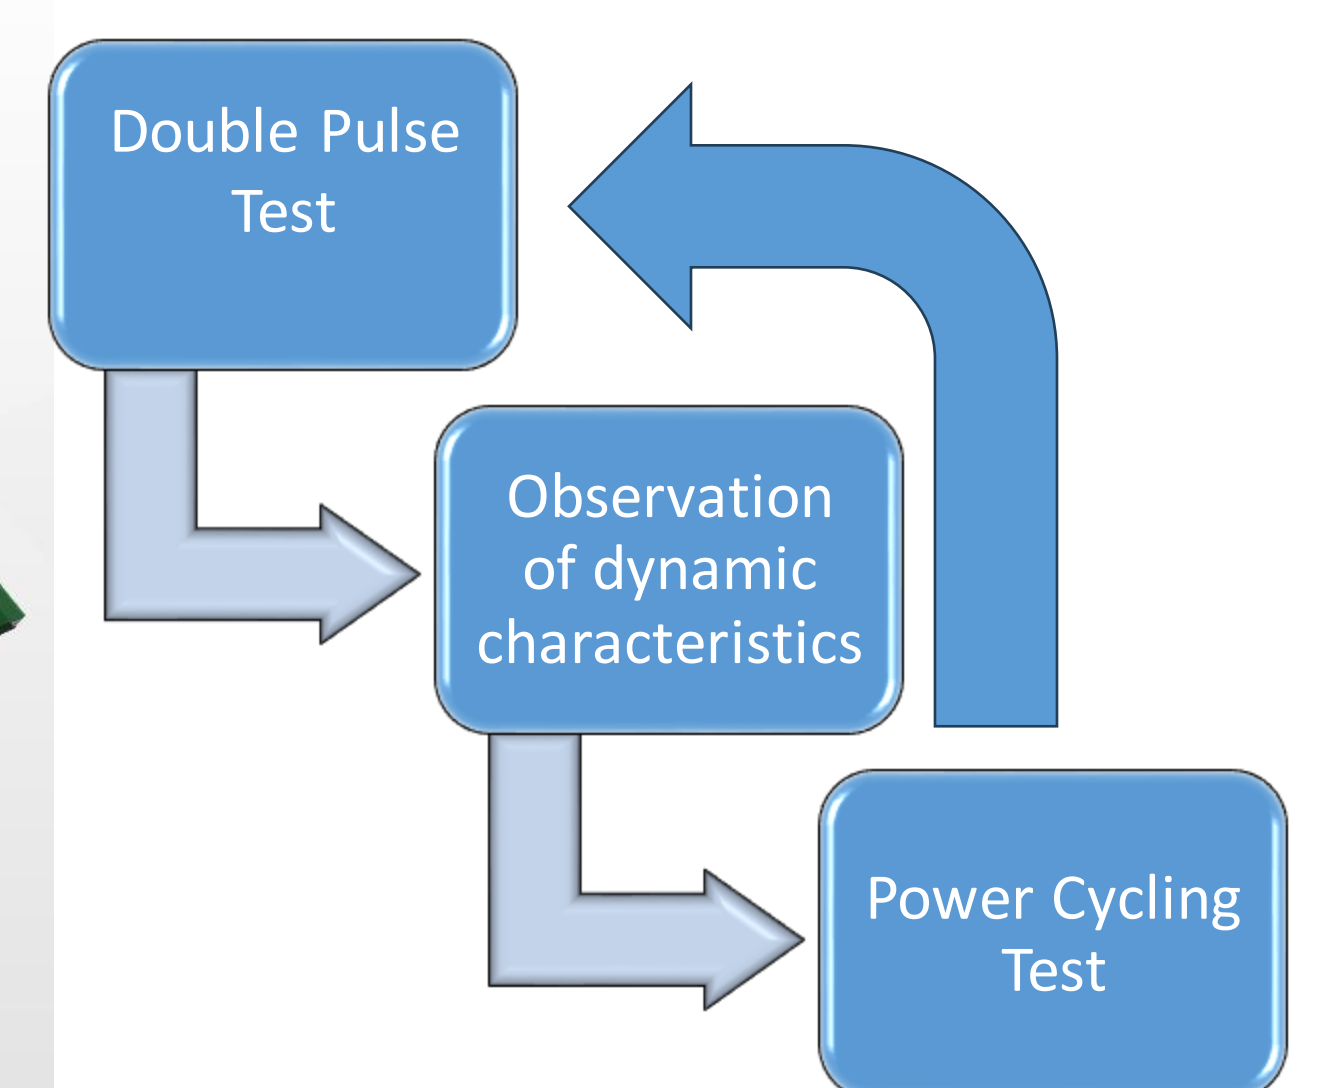 Double Pulse
Test
Observation
of dynamic
characteristics
Power Cycling
Test